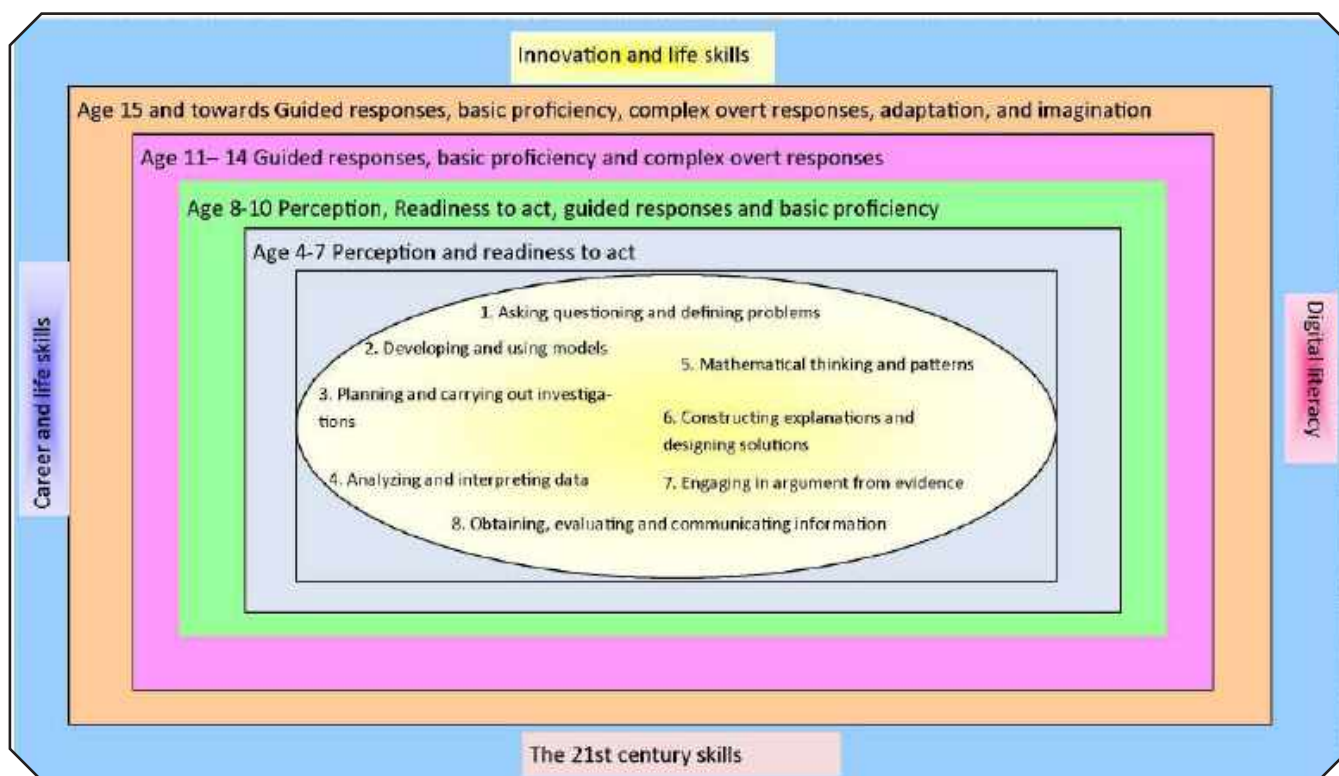 Innovation and life skills
Age 15 and towards Guided responses, basic proficiency, complex overt responses, adaptation, and imagination
Age 11– 14 Guided responses, basic proficiency and complex overt responses
Age 8-10 Perception, Readiness to act, guided responses and basic proficiency
Age 4-7 Perception and readiness to act
1. Asking questioning and defining problems
2. Developing and using models
3. Planning and carrying out investiga-
tions
4. Analyzing and interpreting data
5. Mathematical thinking and patterns
6. Constructing explanations and
designing solutions
7. Engaging in argument from evidence
8. Obtaining, evaluating and communicating information
Career and life skills
Digital literacy
The 21st century skills